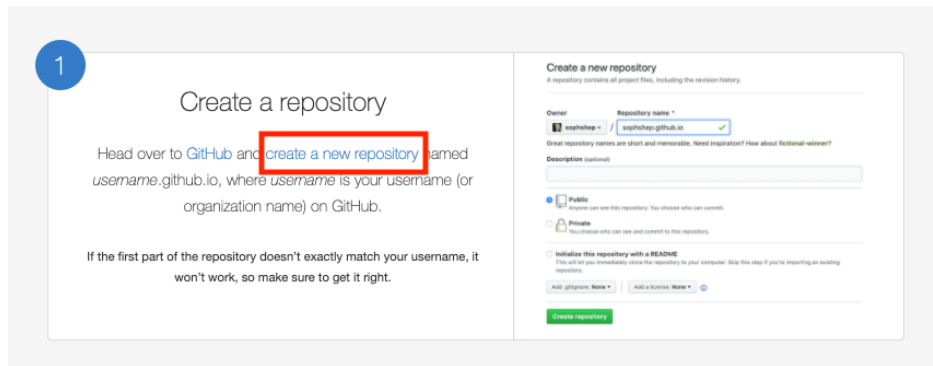 1
Create a repository
Head over to GitHub and create a new repository named
username.github.io, where username is your username (or
organization name) on GitHub.
If the first part of the repository doesn't exactly match your username, it
won't work, so make sure to get it right.
Create a new repository
A repository contains all project files, including the revision history.
Owner
Repository name *
sophshep
/
sophshep.github.io
Great repository names are short and memorable. Need inspiration? How about fictional-winner?
Description (optional)
Public
Anyone can see this repository. You choose who can commit.
Private
You choose who can see and commit to this repository.
Initialize this repository with a README
This will let you immediately clone the repository to your computer. Skip this step if you're importing an existing
repository.
Add .gitignore: None
Add a license: None
Create repository